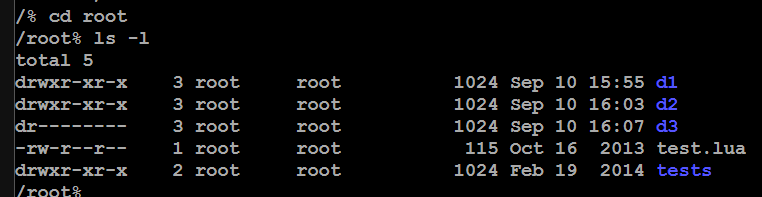 /% cd root
/root% ls -l
total 5
drwxr-xr-x    3 root     root          1024 Sep 10 15:55 d1
drwxr-xr-x    3 root     root          1024 Sep 10 16:03 d2
dr--------    3 root     root          1024 Sep 10 16:07 d3
-rw-r--r--    1 root     root           115 Oct 16  2013 test.lua
drwxr-xr-x    2 root     root          1024 Feb 19  2014 tests
/root%